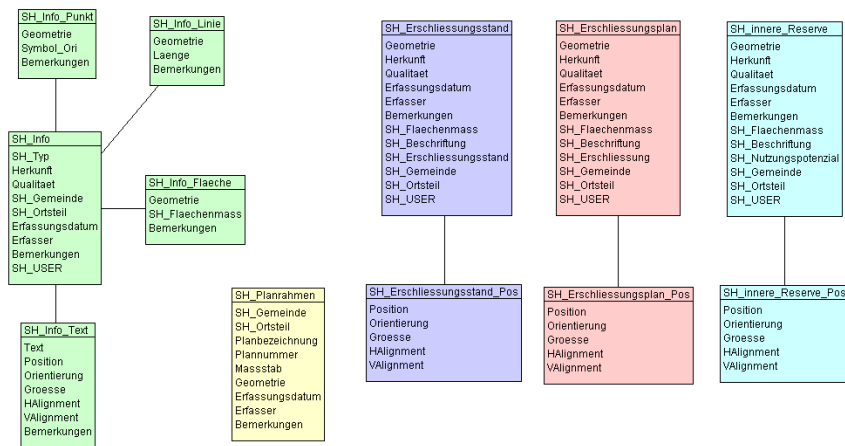 SH_Info_Punkt
Geometrie
Symbol_Ori
Bemerkungen
SH_Info_Linie
Geometrie
Laenge
Bemerkungen
SH_Info
SH_Typ
Herkunft
Qualitaet
SH_Gemeinde
SH_Ortsteil
Erfassungsdatum
Erfasser
Bemerkungen
SH_USER
SH_Info_Flaeche
Geometrie
SH_Flaechenmass
Bemerkungen
SH_Info_Text
Text
Position
Orientierung
Groesse
HAlignment
VAlignment
Bemerkungen
SH_Planrahmen
SH_Gemeinde
SH_Ortsteil
Planbezeichnung
Plannummer
Massstab
Geometrie
Erfassungsdatum
Erfasser
Bemerkungen
SH_Erschliessungsstand
Geometrie
Herkunft
Qualitaet
Erfassungsdatum
Erfasser
Bemerkungen
SH_Flaechenmass
SH_Beschriftung
SH_Erschliessungsstand
SH_Gemeinde
SH_Ortsteil
SH_USER
SH_Erschliessungsstand_Pos
Position
Orientierung
Groesse
HAlignment
VAlignment
SH_Erschliessungsplan
Geometrie
Herkunft
Qualitaet
Erfassungsdatum
Erfasser
Bemerkungen
SH_Flaechenmass
SH_Beschriftung
SH_Erschliessung
SH_Gemeinde
SH_Ortsteil
SH_USER
SH_Erschliessungsplan_Pos
Position
Orientierung
Groesse
HAlignment
VAlignment
SH_innere_Reserve
Geometrie
Herkunft
Qualitaet
Erfassungsdatum
Erfasser
Bemerkungen
SH_Flaechenmass
SH_Beschriftung
SH_Nutzungspotenzial
SH_Gemeinde
SH_Ortsteil
SH_USER
SH_innere_Reserve_Pos
Position
Orientierung
Groesse
HAlignment
VAlignment